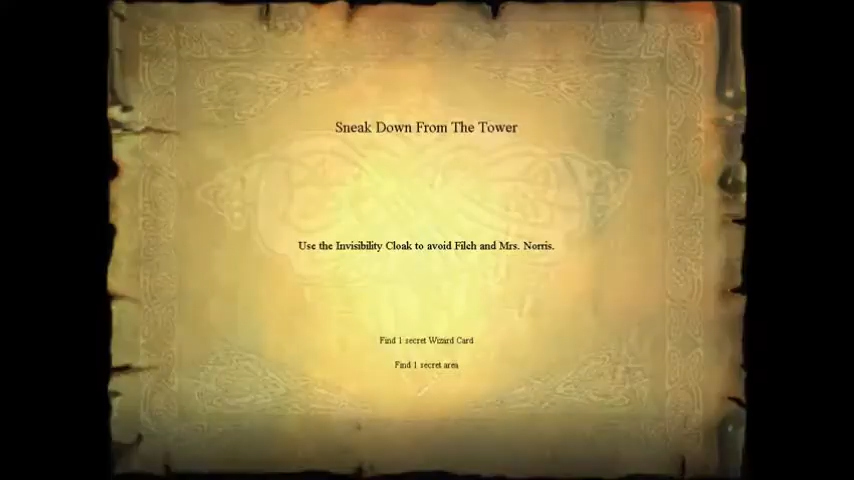 Sneak Down From The Tower
Use the Invisibility Cloak to avoid Filch and Mrs. Norris.
Find 1 secret Wizard Card
Find 1 secret area